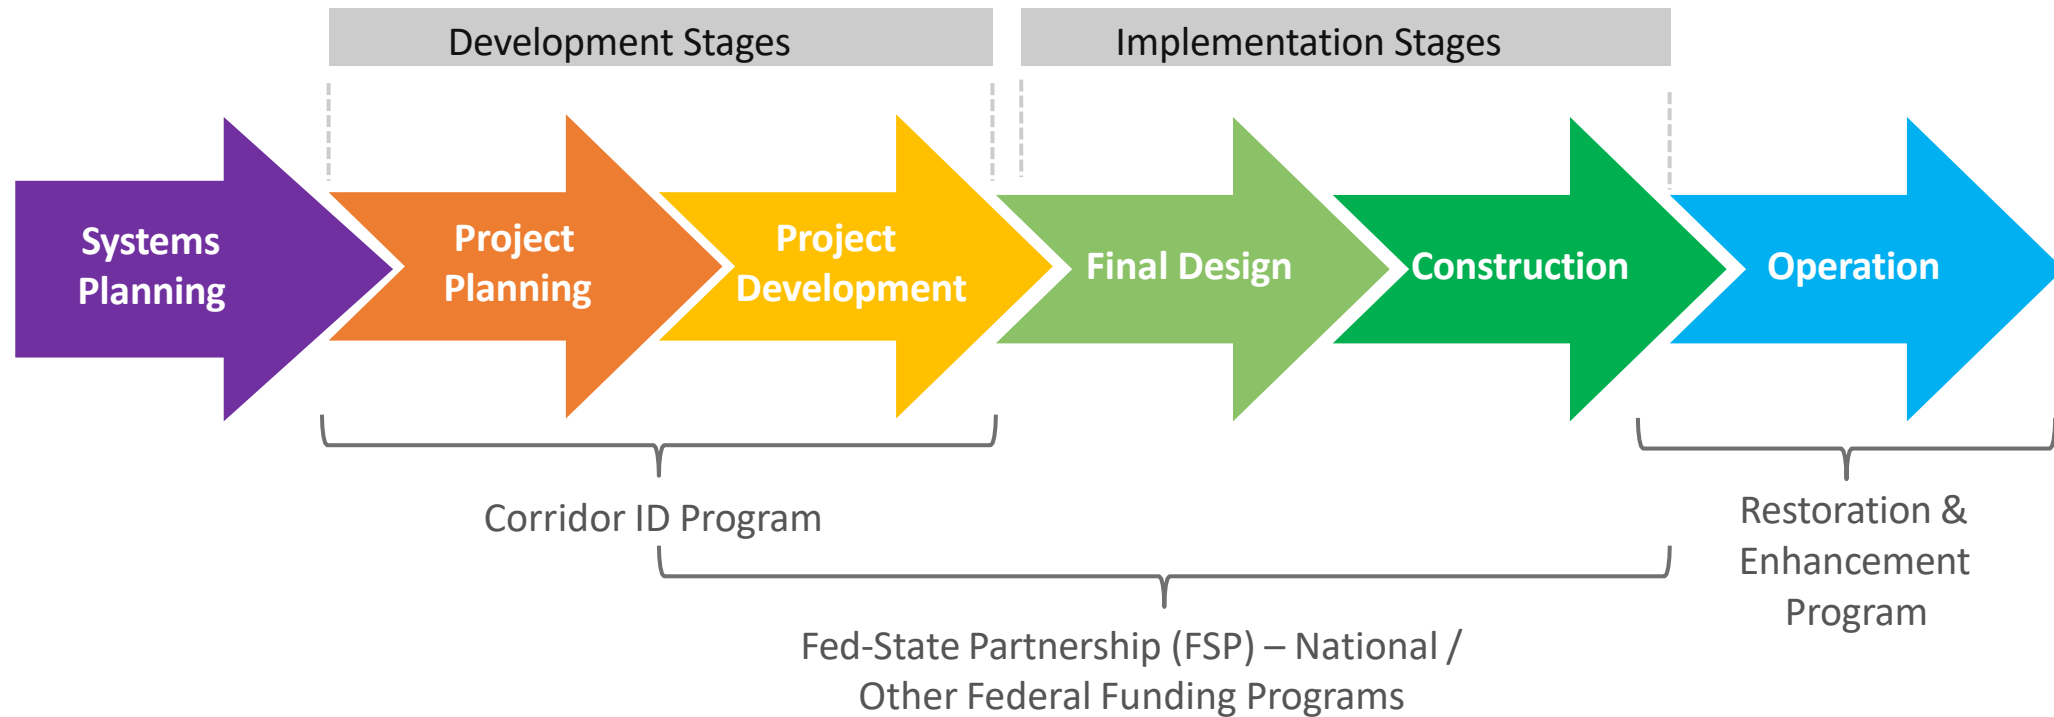 Development Stages
Implementation Stages
Systems
Planning
Project
Planning
Project
Development
Final Design
Construction
Operation
Corridor ID Program
Restoration &
Enhancement
Program
Fed-State Partnership (FSP) – National /
Other Federal Funding Programs